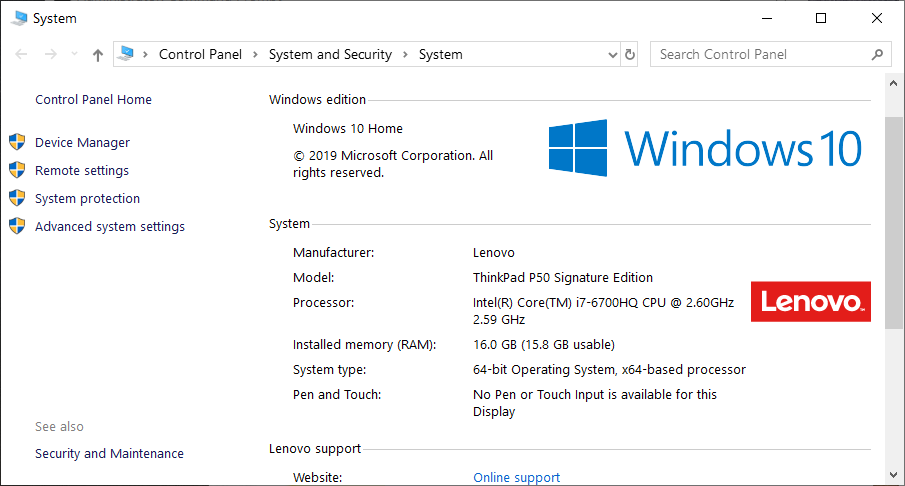 System
Control Panel > System and Security > System
Search Control Panel
Control Panel Home
Device Manager
Remote settings
System protection
Advanced system settings
See also
Security and Maintenance
Windows edition
Windows 10 Home
© 2019 Microsoft Corporation. All
rights reserved.
Windows 10
System
Manufacturer: Lenovo
Model: ThinkPad P50 Signature Edition
Processor: Intel(R) Core(TM) i7-6700HQ CPU @ 2.60GHz
2.59 GHz
Installed memory (RAM): 16.0 GB (15.8 GB usable)
System type: 64-bit Operating System, x64-based processor
Pen and Touch: No Pen or Touch Input is available for this
Display
Lenovo
Lenovo support
Website: Online support